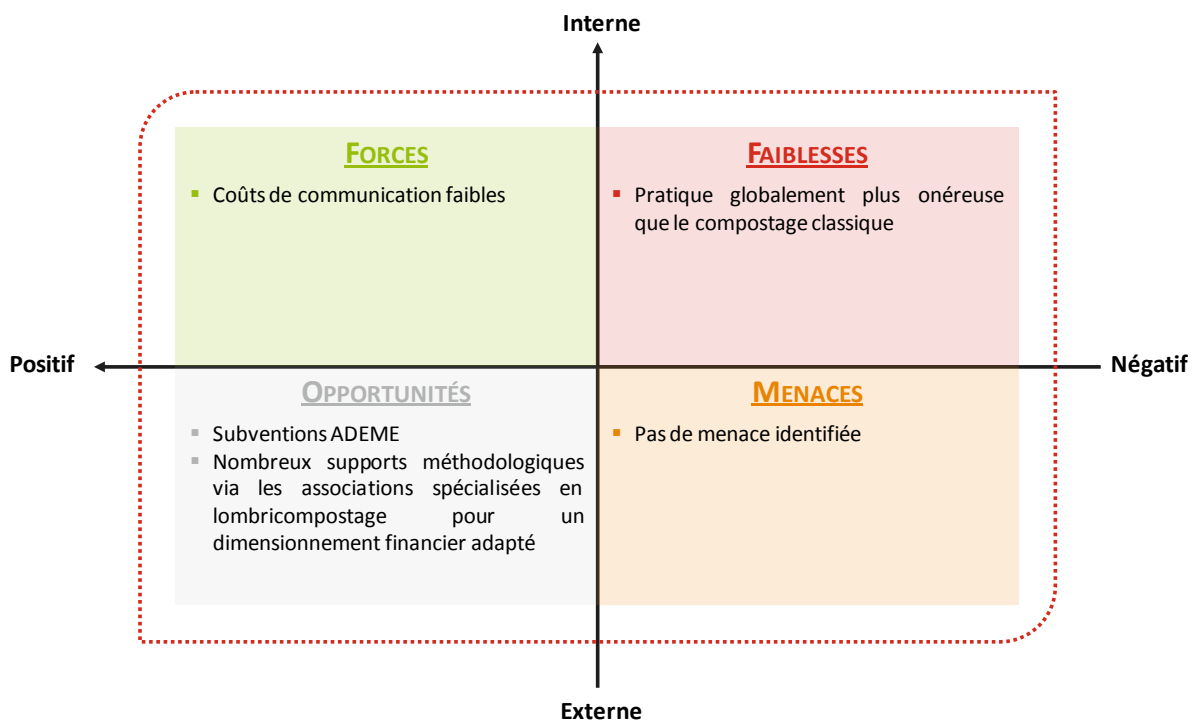 Interne
FORCES
▪ Coûts de communication faibles
FAIBLESSES
▪ Pratique globalement plus onéreuse
que le compostage classique
Positif
Négatif
OPPORTUNITÉS
▪ Subventions ADEME
▪ Nombreux supports méthodologiques
via les associations spécialisées en
lombricompostage pour un
dimensionnement financier adapté
MENACES
▪ Pas de menace identifiée
Externe